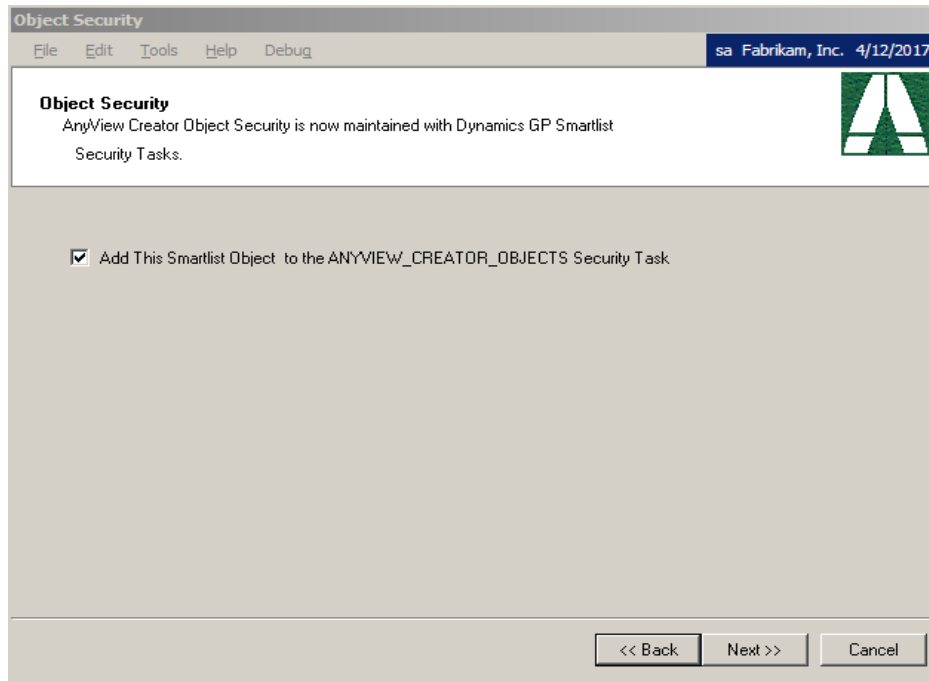 Object Security
File Edit Tools Help Debug
sa Fabrikam, Inc. 4/12/2017
Object Security
AnyView Creator Object Security is now maintained with Dynamics GP Smartlist
Security Tasks.
Add This Smartlist Object to the ANYVIEW_CREATOR_OBJECTS Security Task
<< Back Next >> Cancel